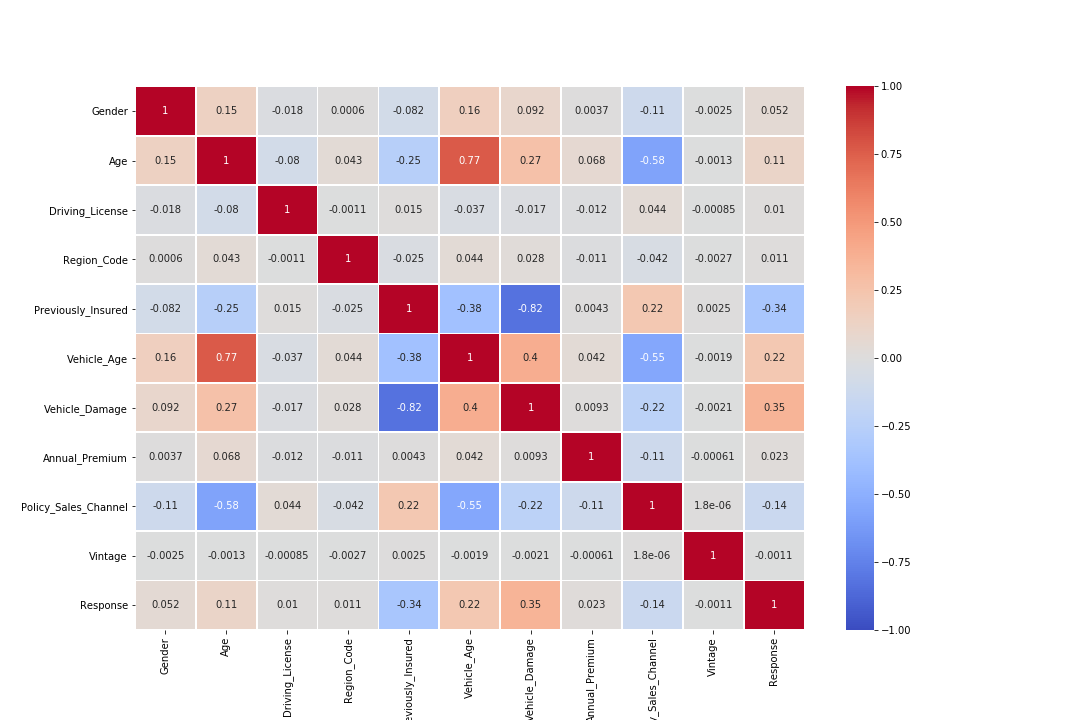 Gender 1 0.15 -0.018 0.0006 -0.082 0.16 0.092 0.0037 -0.11 -0.0025 0.052
Age 0.15 1 -0.08 0.043 -0.25 0.77 0.27 0.068 -0.58 -0.0013 0.11
Driving_License -0.018 -0.08 1 -0.0011 0.015 -0.037 -0.017 -0.012 0.044 -0.00085 0.01
Region_Code 0.0006 0.043 -0.0011 1 -0.025 0.044 0.028 -0.011 -0.042 -0.0027 0.011
Previously_Insured -0.082 -0.25 0.015 -0.025 1 -0.38 -0.82 0.0043 0.22 0.0025 -0.34
Vehicle_Age 0.16 0.77 -0.037 0.044 -0.38 1 0.4 0.042 -0.55 -0.0019 0.22
Vehicle_Damage 0.092 0.27 -0.017 0.028 -0.82 0.4 1 0.0093 -0.22 -0.0021 0.35
Annual_Premium 0.0037 0.068 -0.012 -0.011 0.0043 0.042 0.0093 1 -0.11 -0.00061 0.023
Policy_Sales_Channel -0.11 -0.58 0.044 -0.042 0.22 -0.55 -0.22 -0.11 1 1.8e-06 -0.14
Vintage -0.0025 -0.0013 -0.00085 -0.0027 0.0025 -0.0019 -0.0021 -0.00061 1.8e-06 1 -0.0011
Response 0.052 0.11 0.01 0.011 -0.34 0.22 0.35 0.023 -0.14 -0.0011 1
Gender
Age
Driving_License
Region_Code
eviously_Insured
Vehicle_Age
Vehicle_Damage
Annual_Premium
y_Sales_Channel
Vintage
Response
1.00
0.75
0.50
0.25
0.00
−0.25
−0.50
−0.75
−1.00